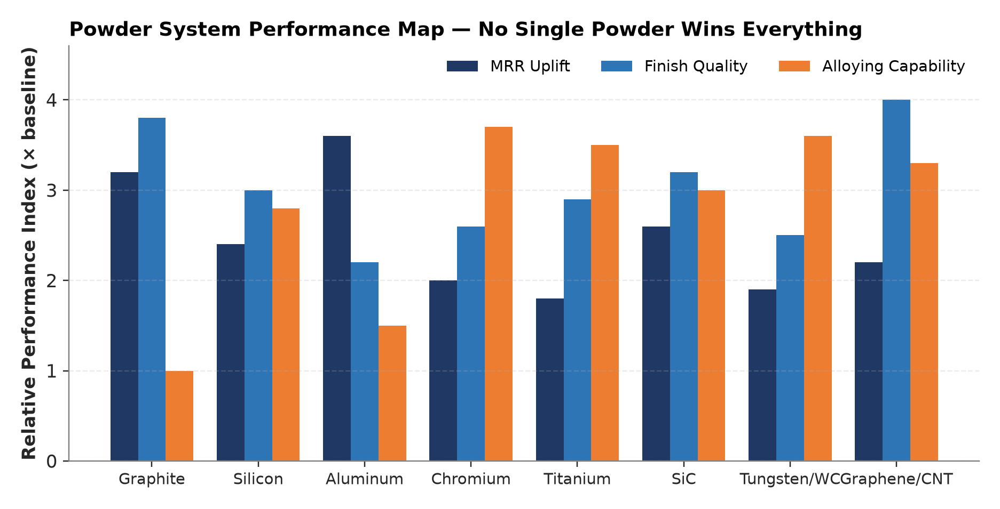 Powder System Performance Map — No Single Powder Wins Everything
MRR Uplift
Finish Quality
Alloying Capability
Relative Performance Index (× baseline)
4
3
2
1
0
Graphite
Silicon
Aluminum
Chromium
Titanium
SiC
Tungsten/WC
Graphene/CNT